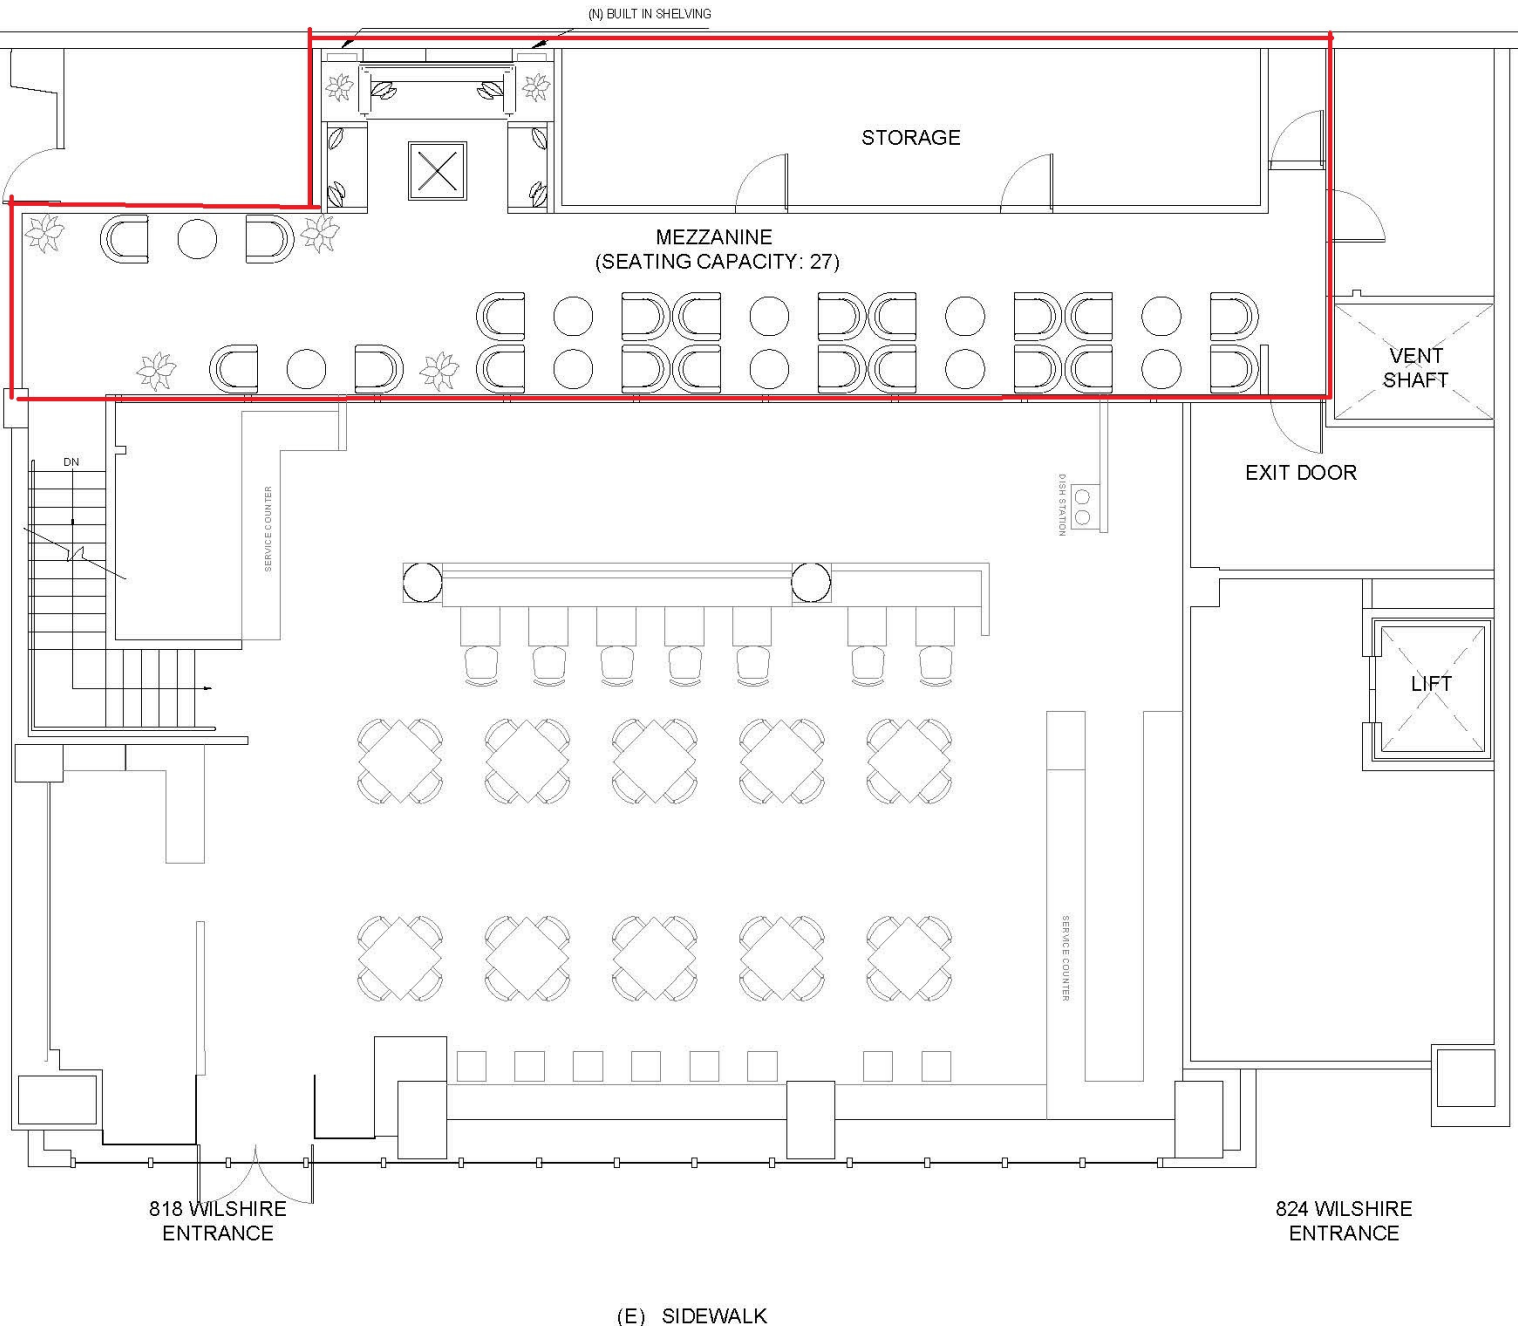 (N) BUILT IN SHELVING
STORAGE
MEZZANINE
(SEATING CAPACITY: 27)
VENT
SHAFT
EXIT DOOR
DN
SERVICE COUNTER
DISH STATION
LIFT
SERVICE COUNTER
818 WILSHIRE
ENTRANCE
824 WILSHIRE
ENTRANCE
(E) SIDEWALK